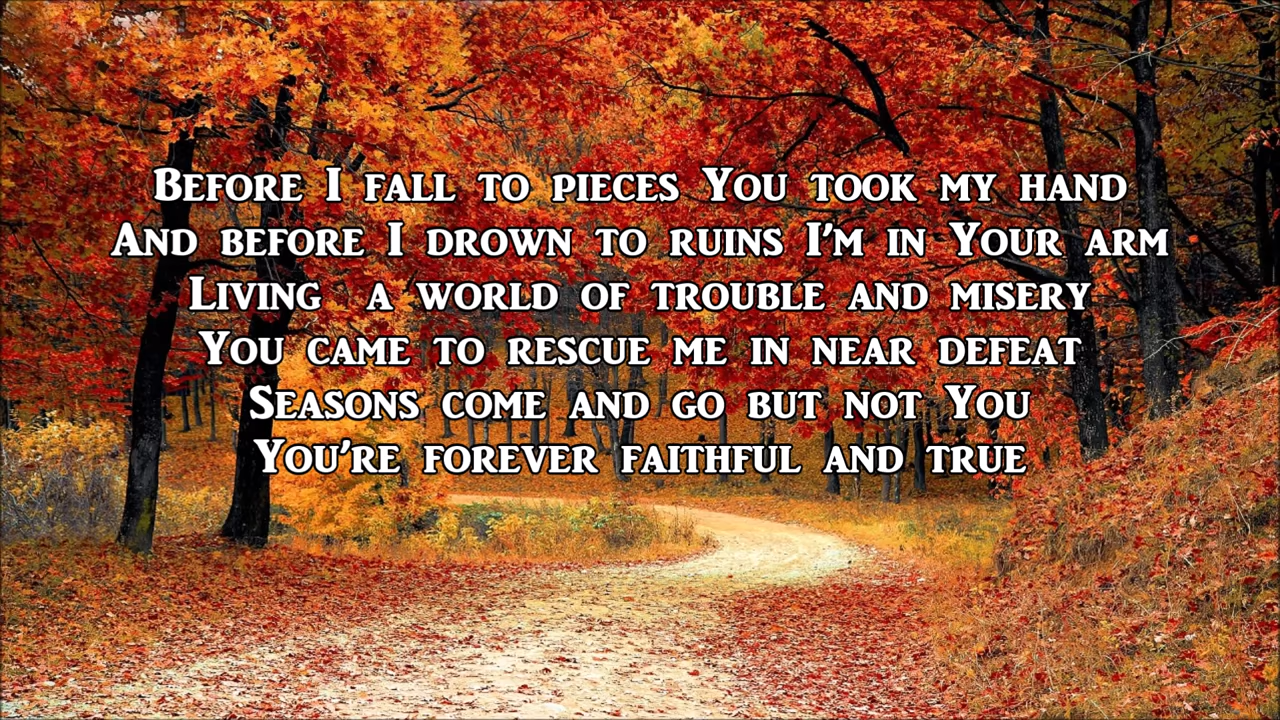 Before I fall to pieces You took my hand
And before I drown to ruins I'm in Your arm
Living a world of trouble and misery
You came to rescue me in near defeat
Seasons come and go but not You
You're forever faithful and true